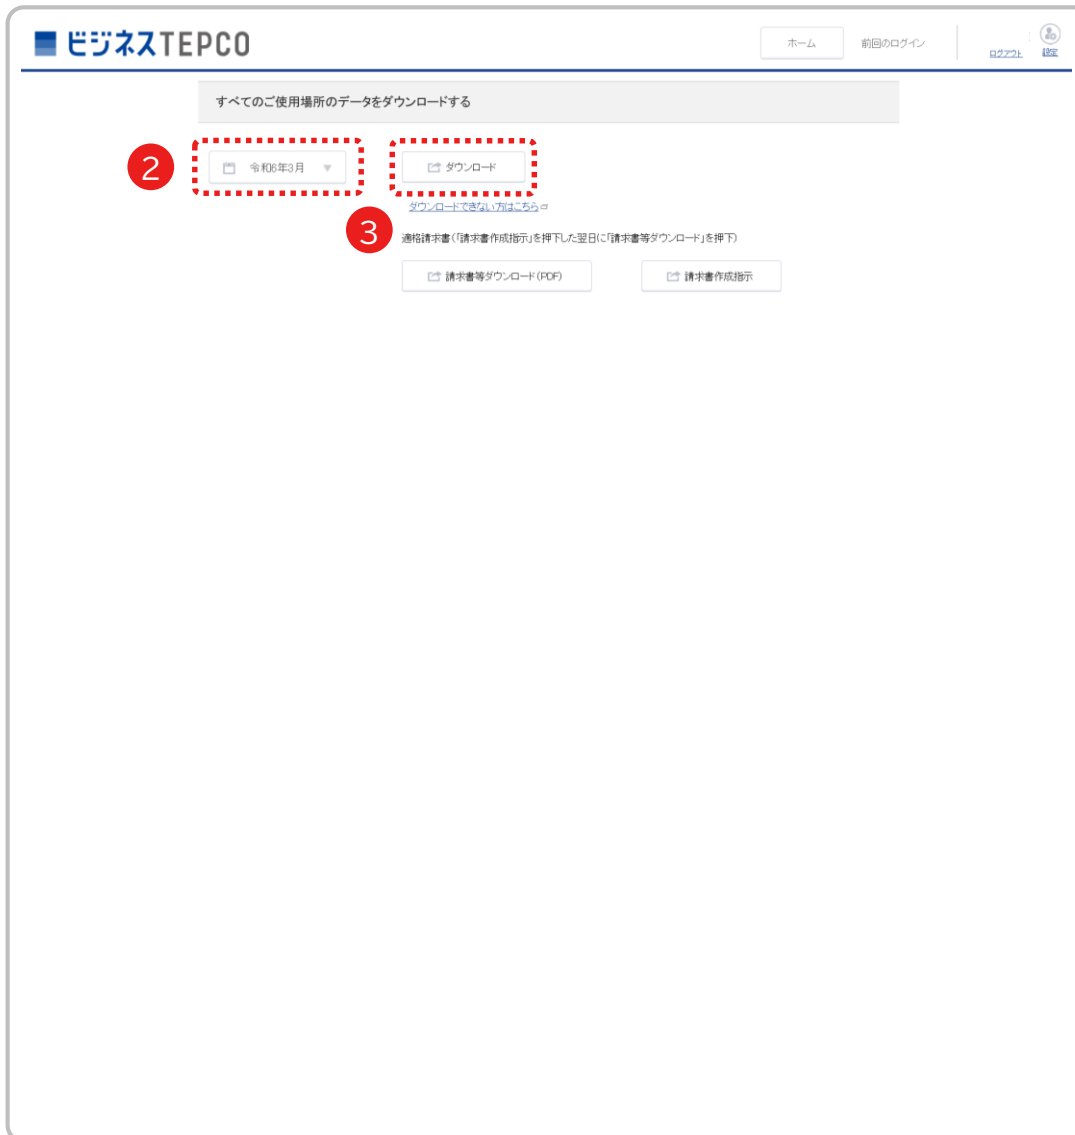 ビジネスTEPCO
ホーム
前回のログイン
ログアウト
設定
すべてのご使用場所のデータをダウンロードする
2
令和6年3月
ダウンロード
ダウンロードできない方はこちら
3
適格請求書(「請求書作成指示」を押下した翌日に「請求書等ダウンロード」を押下)
請求書等ダウンロード(PDF)
請求書作成指示